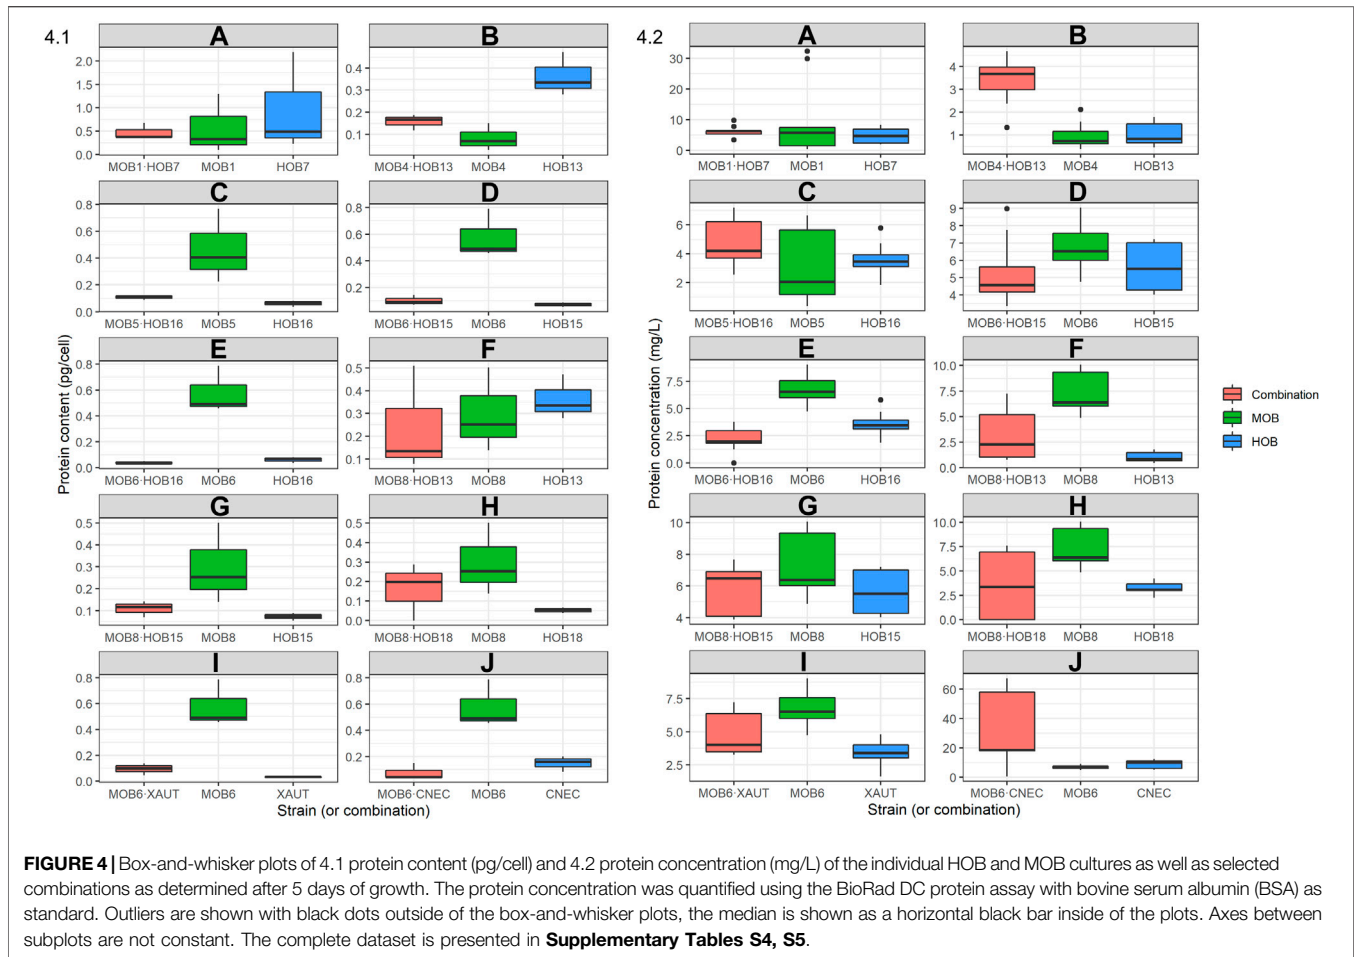 4.1
A
B
2.0
1.5
1.0
0.5
0.0
0.4
0.3
0.2
0.1
MOB1·HOB7 MOB1 HOB7
MOB4·HOB13 MOB4 HOB13
C
D
0.8
0.6
0.4
0.2
0.0
0.8
0.6
0.4
0.2
MOB5·HOB16 MOB5 HOB16
MOB6·HOB15 MOB6 HOB15
E
F
0.8
0.6
0.4
0.2
0.0
0.5
0.4
0.3
0.2
0.1
MOB6·HOB16 MOB6 HOB16
MOB8·HOB13 MOB8 HOB13
G
H
0.5
0.4
0.3
0.2
0.1
0.5
0.4
0.3
0.2
0.1
0.0
MOB8·HOB15 MOB8 HOB15
MOB8·HOB18 MOB8 HOB18
I
J
0.8
0.6
0.4
0.2
0.0
0.8
0.6
0.4
0.2
MOB6·XAUT MOB6 XAUT
MOB6·CNEC MOB6 CNEC
Protein content (pg/cell)
Strain (or combination)
4.2
A
B
30
20
10
0
4
3
2
1
MOB1·HOB7 MOB1 HOB7
MOB4·HOB13 MOB4 HOB13
C
D
6
4
2
9
8
7
6
5
4
MOB5·HOB16 MOB5 HOB16
MOB6·HOB15 MOB6 HOB15
E
F
7.5
5.0
2.5
0.0
10.0
7.5
5.0
2.5
0.0
MOB6·HOB16 MOB6 HOB16
MOB8·HOB13 MOB8 HOB13
G
H
10
8
6
4
10.0
7.5
5.0
2.5
0.0
MOB8·HOB15 MOB8 HOB15
MOB8·HOB18 MOB8 HOB18
I
J
7.5
5.0
2.5
60
40
20
0
MOB6·XAUT MOB6 XAUT
MOB6·CNEC MOB6 CNEC
Protein concentration (mg/L)
Strain (or combination)
Combination
MOB
HOB
FIGURE 4 | Box-and-whisker plots of 4.1 protein content (pg/cell) and 4.2 protein concentration (mg/L) of the individual HOB and MOB cultures as well as selected
combinations as determined after 5 days of growth. The protein concentration was quantified using the BioRad DC protein assay with bovine serum albumin (BSA) as
standard. Outliers are shown with black dots outside of the box-and-whisker plots, the median is shown as a horizontal black bar inside of the plots. Axes between
subplots are not constant. The complete dataset is presented in Supplementary Tables S4, S5.